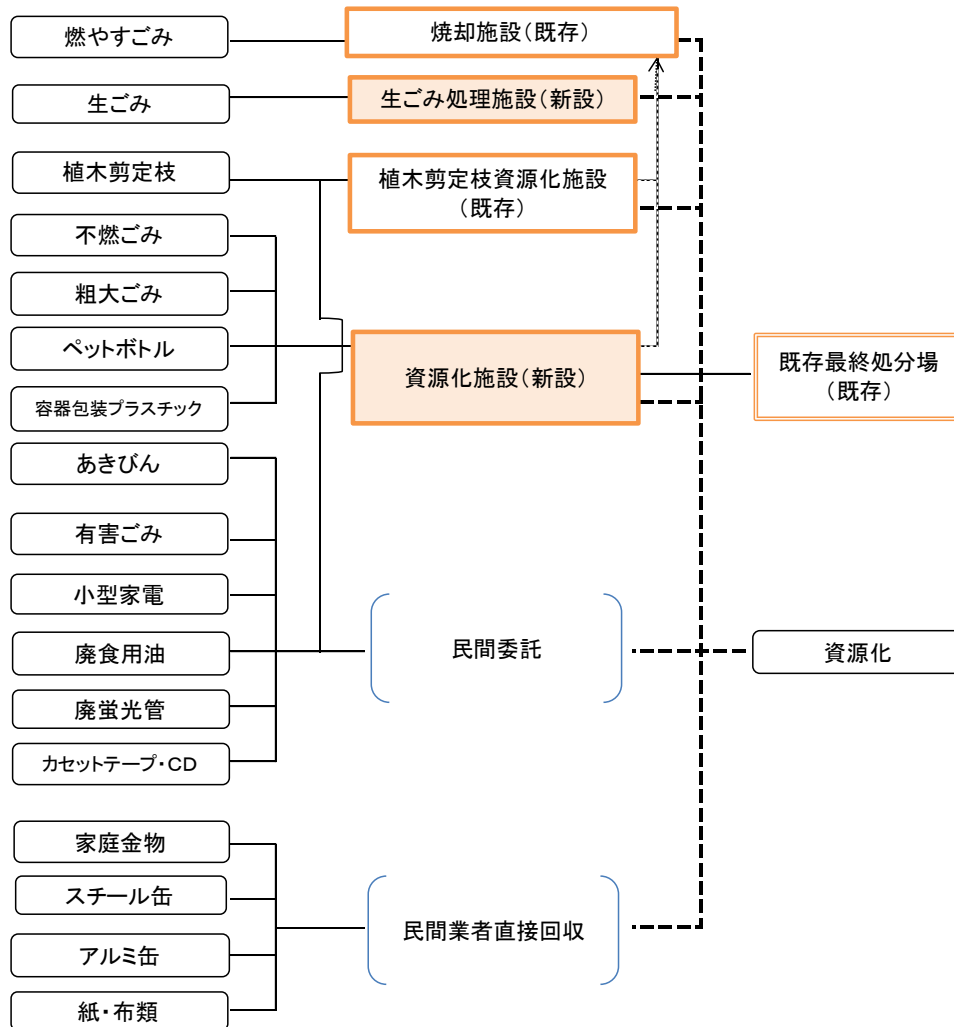 燃やすごみ
焼却施設(既存)
生ごみ
生ごみ処理施設(新設)
植木剪定枝
植木剪定枝資源化施設
(既存)
不燃ごみ
粗大ごみ
ペットボトル
容器包装プラスチック
資源化施設(新設)
既存最終処分場
(既存)
あきびん
有害ごみ
小型家電
廃食用油
廃蛍光管
カセットテープ・CD
民間委託
資源化
家庭金物
スチール缶
アルミ缶
紙・布類
民間業者直接回収